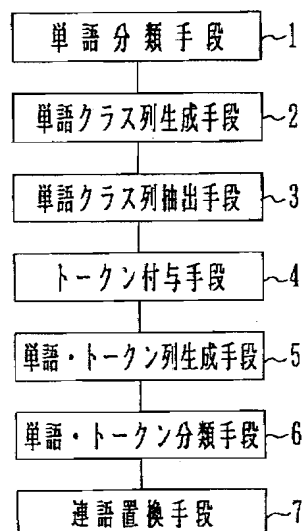 単語分類手段 ~1
単語クラス列生成手段 ~2
単語クラス列抽出手段 ~3
トークン付与手段 ~4
単語・トークン列生成手段 ~5
単語・トークン分類手段 ~6
連語置換手段 ~7